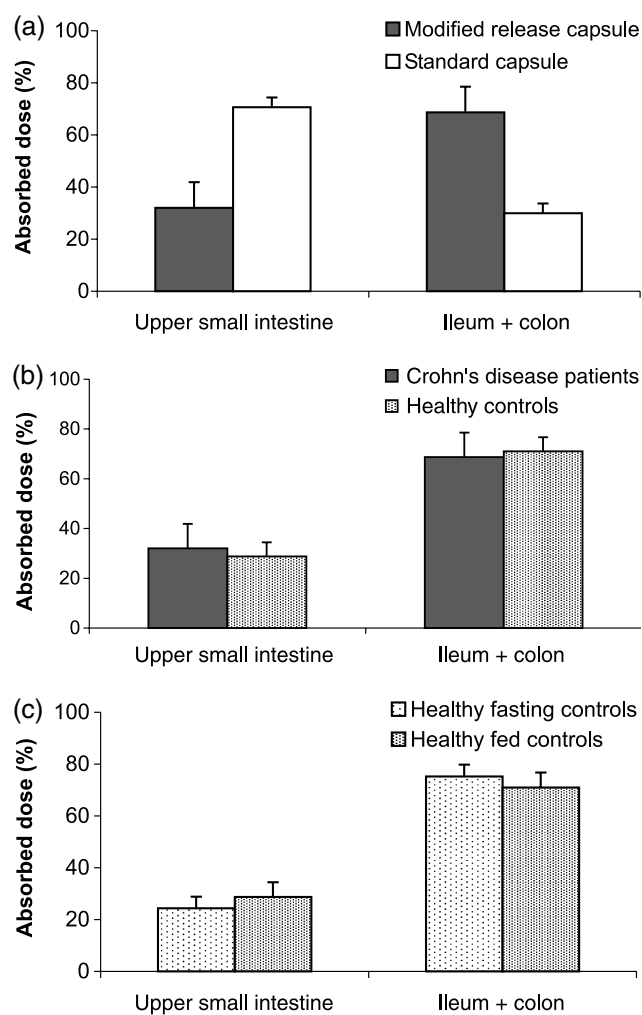 (a)
100
80
60
40
20
0
Absorbed dose (%)
Modified release capsule
Standard capsule
Upper small intestine
Ileum + colon
(b)
100
80
60
40
20
0
Absorbed dose (%)
Crohn's disease patients
Healthy controls
Upper small intestine
Ileum + colon
(c)
100
80
60
40
20
0
Absorbed dose (%)
Healthy fasting controls
Healthy fed controls
Upper small intestine
Ileum + colon